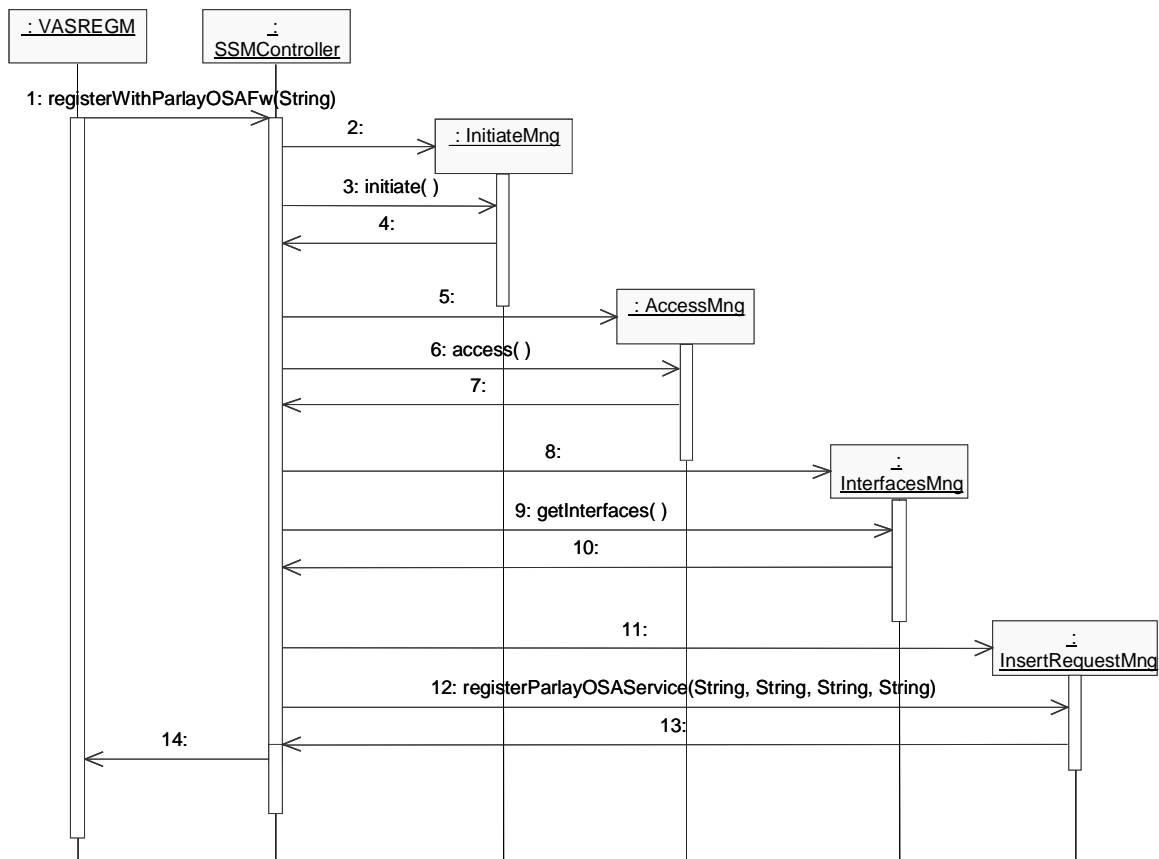 : VASREGM
:
SSMController
1: registerWithParlayOSAFw(String)
2:
: InitiateMng
3: initiate( )
4:
5:
: AccessMng
6: access( )
7:
8:
:
InterfacesMng
9: getInterfaces( )
10:
11:
:
InsertRequestMng
12: registerParlayOSAService(String, String, String, String)
13:
14: